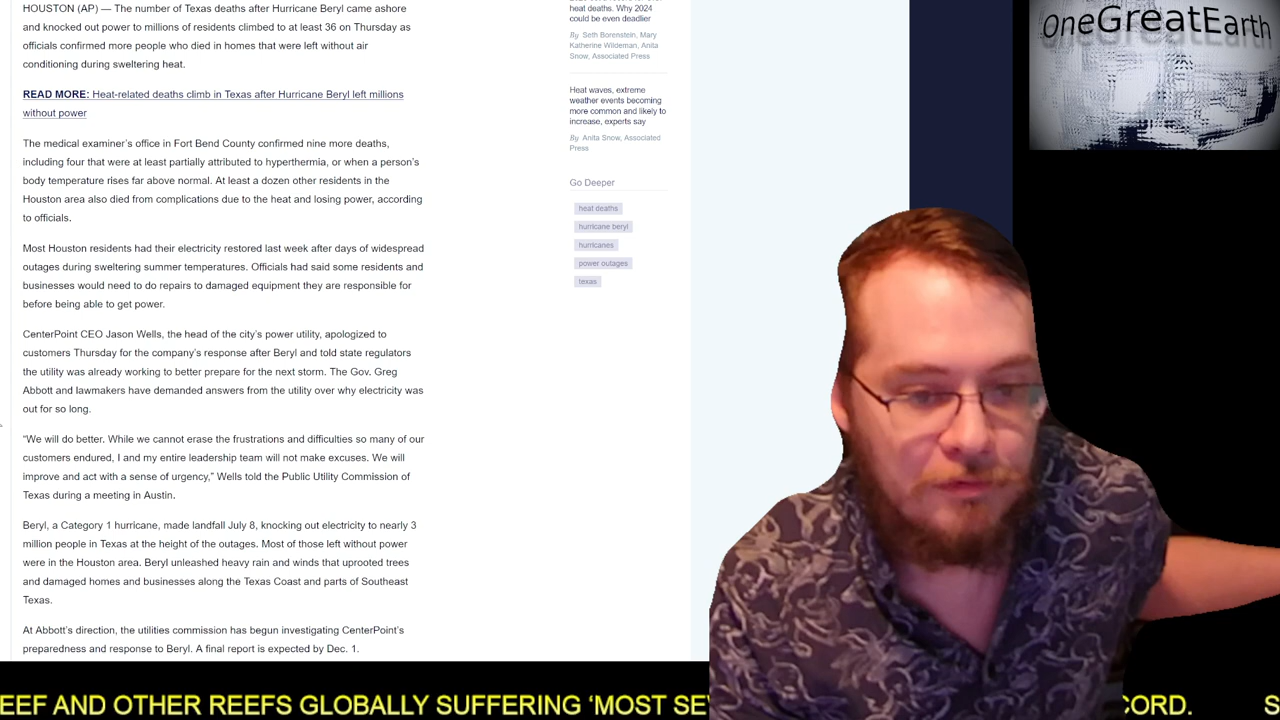 HOUSTON (AP) — The number of Texas deaths after Hurricane Beryl came ashore
and knocked out power to millions of residents climbed to at least 36 on Thursday as
officials confirmed more people who died in homes that were left without air
conditioning during sweltering heat.
READ MORE: Heat-related deaths climb in Texas after Hurricane Beryl left millions
without power
The medical examiner’s office in Fort Bend County confirmed nine more deaths,
including four that were at least partially attributed to hyperthermia, or when a person’s
body temperature rises far above normal. At least a dozen other residents in the
Houston area also died from complications due to the heat and losing power, according
to officials.
Most Houston residents had their electricity restored last week after days of widespread
outages during sweltering summer temperatures. Officials had said some residents and
businesses would need to do repairs to damaged equipment they are responsible for
before being able to get power.
CenterPoint CEO Jason Wells, the head of the city’s power utility, apologized to
customers Thursday for the company’s response after Beryl and told state regulators
the utility was already working to better prepare for the next storm. The Gov. Greg
Abbott and lawmakers have demanded answers from the utility over why electricity was
out for so long.
“We will do better. While we cannot erase the frustrations and difficulties so many of our
customers endured, I and my entire leadership team will not make excuses. We will
improve and act with a sense of urgency,” Wells told the Public Utility Commission of
Texas during a meeting in Austin.
Beryl, a Category 1 hurricane, made landfall July 8, knocking out electricity to nearly 3
million people in Texas at the height of the outages. Most of those left without power
were in the Houston area. Beryl unleashed heavy rain and winds that uprooted trees
and damaged homes and businesses along the Texas Coast and parts of Southeast
Texas.
At Abbott’s direction, the utilities commission has begun investigating CenterPoint’s
preparedness and response to Beryl. A final report is expected by Dec. 1.
heat deaths. Why 2024
could be even deadlier
By Seth Borenstein, Mary
Katherine Wildeman, Anita
Snow, Associated Press
Heat waves, extreme
weather events becoming
more common and likely to
increase, experts say
By Anita Snow, Associated
Press
Go Deeper
heat deaths
hurricane beryl
hurricanes
power outages
texas
OneGreatEarth
EEF AND OTHER REEFS GLOBALLY SUFFERING ‘MOST SE CORD. S